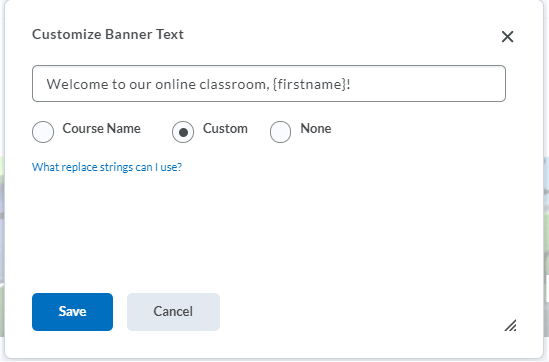 Customize Banner Text
Welcome to our online classroom, {firstname}!
Course Name Custom None
What replace strings can I use?
Save Cancel